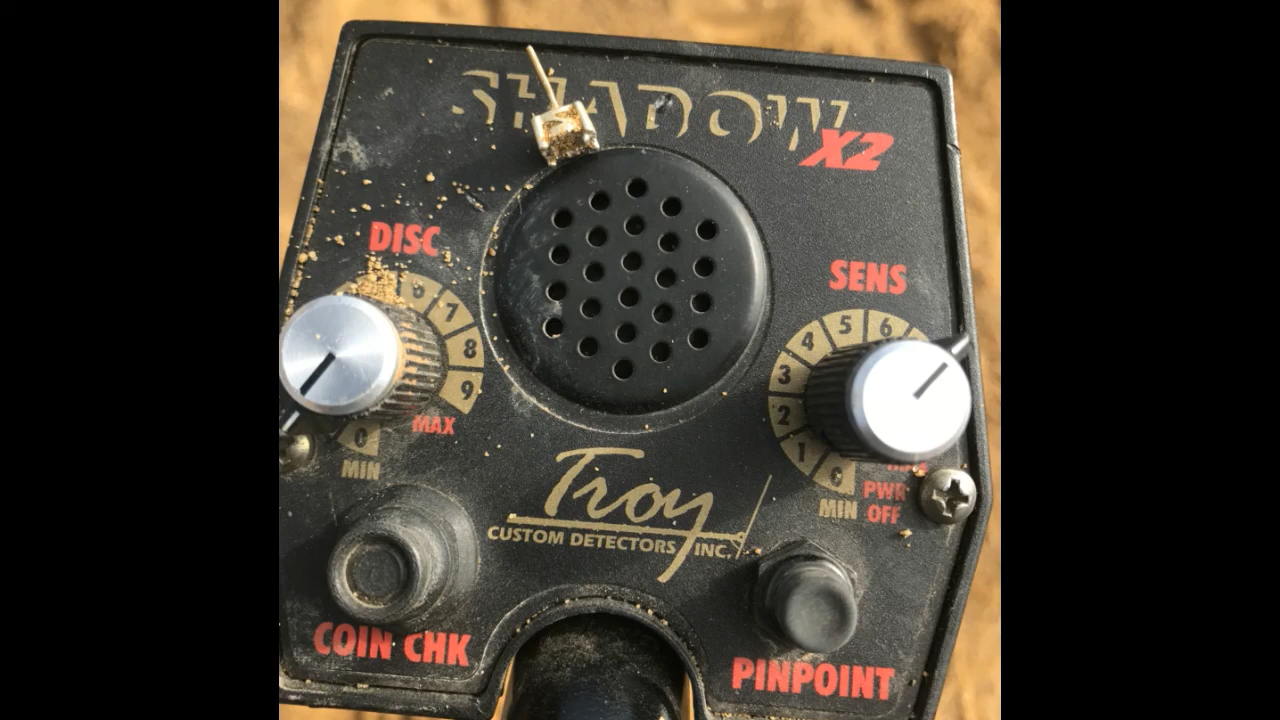 SHADOW
X2
DISC
SENS
6
7
8
9
MAX
0
MIN
0
1
2
3
4
5
6
MIN
PWR
OFF
Troy
CUSTOM DETECTORS INC.
COIN CHK
PINPOINT